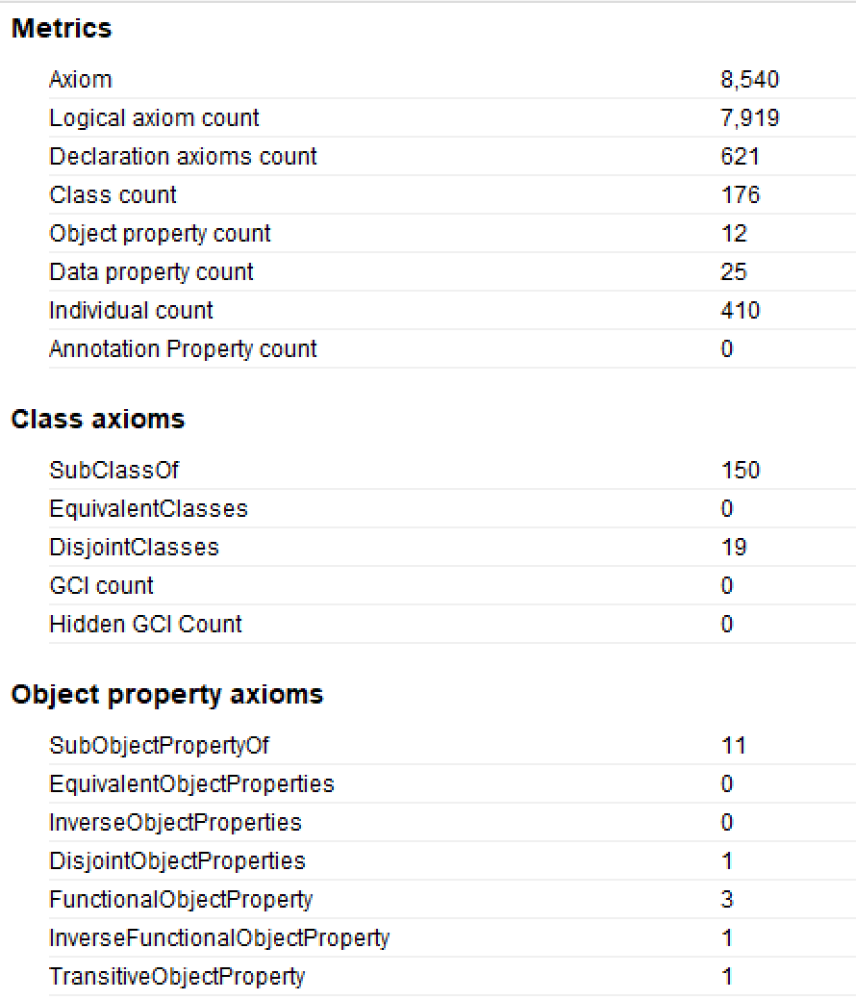 Metrics
Axiom 8,540
Logical axiom count 7,919
Declaration axioms count 621
Class count 176
Object property count 12
Data property count 25
Individual count 410
Annotation Property count 0
Class axioms
SubClassOf 150
EquivalentClasses 0
DisjointClasses 19
GCI count 0
Hidden GCI Count 0
Object property axioms
SubObjectPropertyOf 11
EquivalentObjectProperties 0
InverseObjectProperties 0
DisjointObjectProperties 1
FunctionalObjectProperty 3
InverseFunctionalObjectProperty 1
TransitiveObjectProperty 1